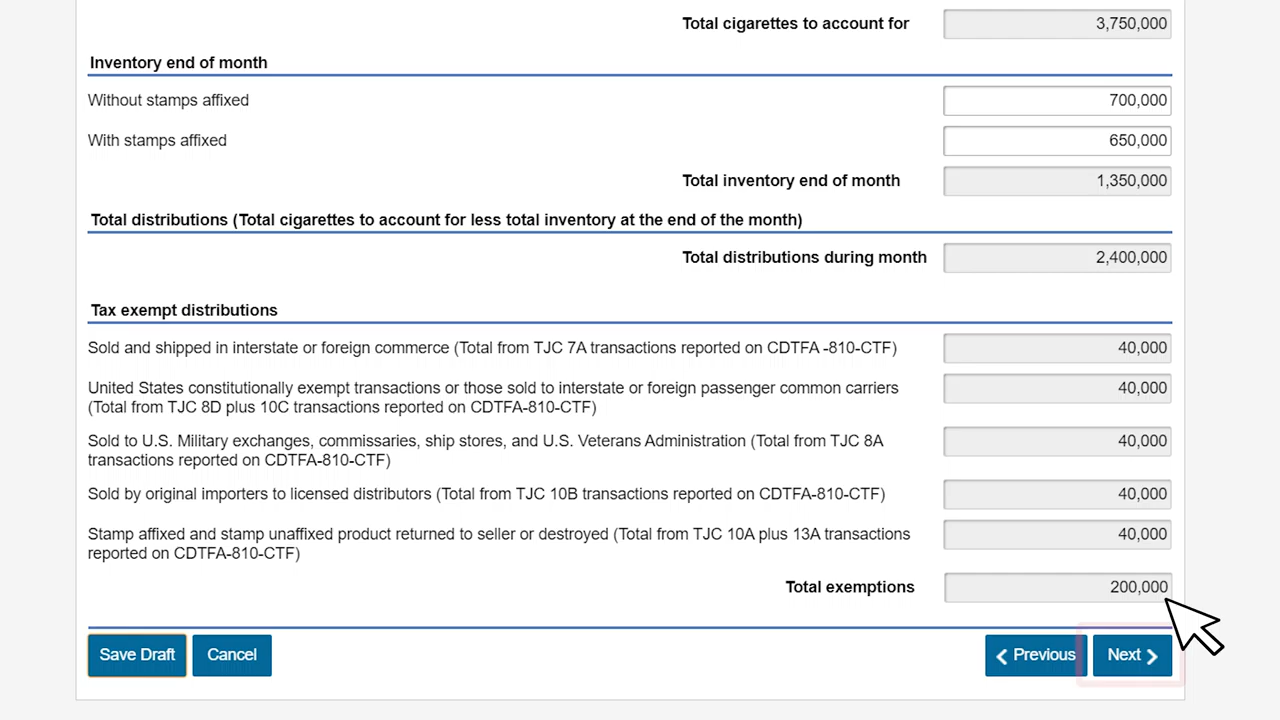 Total cigarettes to account for 3,750,000
Inventory end of month
Without stamps affixed 700,000
With stamps affixed 650,000
Total inventory end of month 1,350,000
Total distributions (Total cigarettes to account for less total inventory at the end of the month)
Total distributions during month 2,400,000
Tax exempt distributions
Sold and shipped in interstate or foreign commerce (Total from TJC 7A transactions reported on CDTFA -810-CTF) 40,000
United States constitutionally exempt transactions or those sold to interstate or foreign passenger common carriers 40,000
(Total from TJC 8D plus 10C transactions reported on CDTFA-810-CTF)
Sold to U.S. Military exchanges, commissaries, ship stores, and U.S. Veterans Administration (Total from TJC 8A 40,000
transactions reported on CDTFA-810-CTF)
Sold by original importers to licensed distributors (Total from TJC 10B transactions reported on CDTFA-810-CTF) 40,000
Stamp affixed and stamp unaffixed product returned to seller or destroyed (Total from TJC 10A plus 13A transactions 40,000
reported on CDTFA-810-CTF)
Total exemptions 200,000
Save Draft Cancel Previous Next